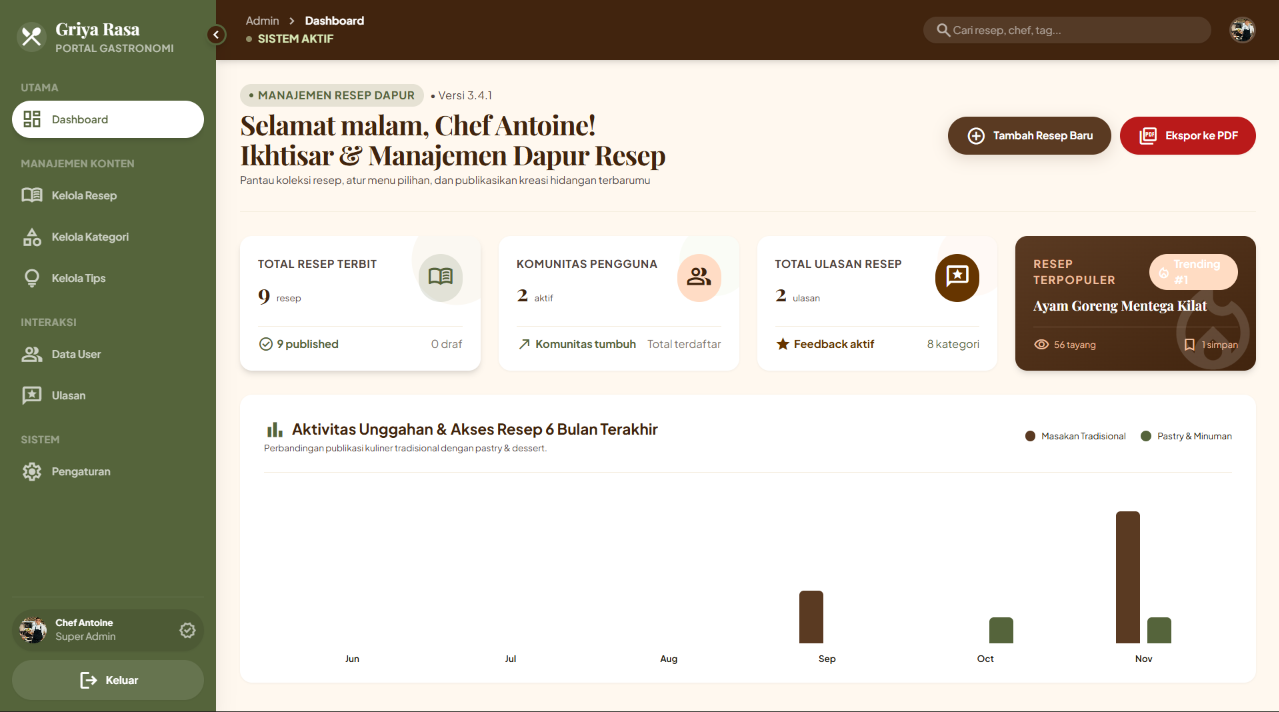 Griya Rasa
PORTAL GASTRONOMI
UTAMA
Dashboard
MANAJEMEN KONTEN
Kelola Resep
Kelola Kategori
Kelola Tips
INTERAKSI
Data User
Ulasan
SISTEM
Pengaturan
Chef Antoine
Super Admin
Keluar
Admin > Dashboard
SISTEM AKTIF
Cari resep, chef, tag...
• MANAJEMEN RESEP DAPUR • Versi 3.4.1
Selamat malam, Chef Antoine!
Ikhtisar & Manajemen Dapur Resep
Pantau koleksi resep, atur menu pilihan, dan publikasikan kreasi hidangan terbarumu
Tambah Resep Baru
PDF Ekspor ke PDF
TOTAL RESEP TERBIT
9 resep
9 published 0 draf
KOMUNITAS PENGGUNA
2 aktif
Komunitas tumbuh Total terdaftar
TOTAL ULASAN RESEP
2 ulasan
Feedback aktif 8 kategori
RESEP
TERPOPULER
Trending
#1
Ayam Goreng Mentega Kilat
56 tayang 1 simpan
Aktivitas Unggahan & Akses Resep 6 Bulan Terakhir
Perbandingan publikasi kuliner tradisional dengan pastry & dessert.
Masakan Tradisional Pastry & Minuman
Jun Jul Aug Sep Oct Nov